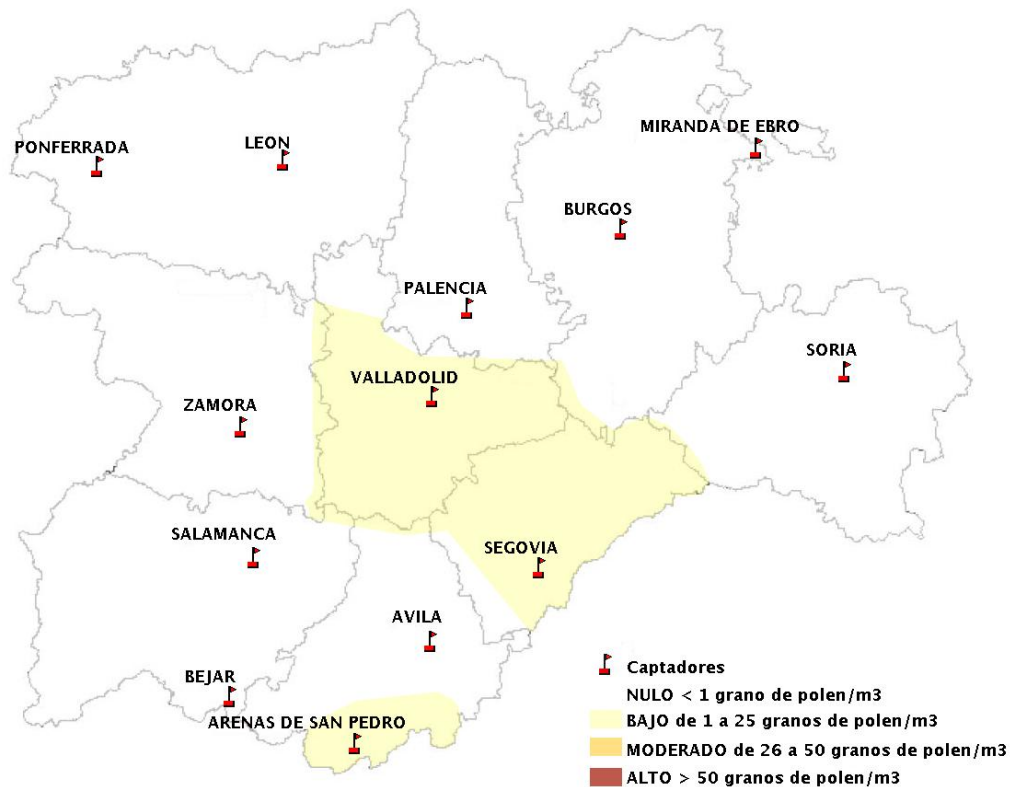 MIRANDA DE EBRO
PONFERRADA
LEON
BURGOS
PALENCIA
SORIA
VALLADOLID
ZAMORA
SALAMANCA
SEGOVIA
AVILA
BEJAR
ARENAS DE SAN PEDRO
Captadores
NULO < 1 grano de polen/m3
BAJO de 1 a 25 granos de polen/m3
MODERADO de 26 a 50 granos de polen/m3
ALTO > 50 granos de polen/m3